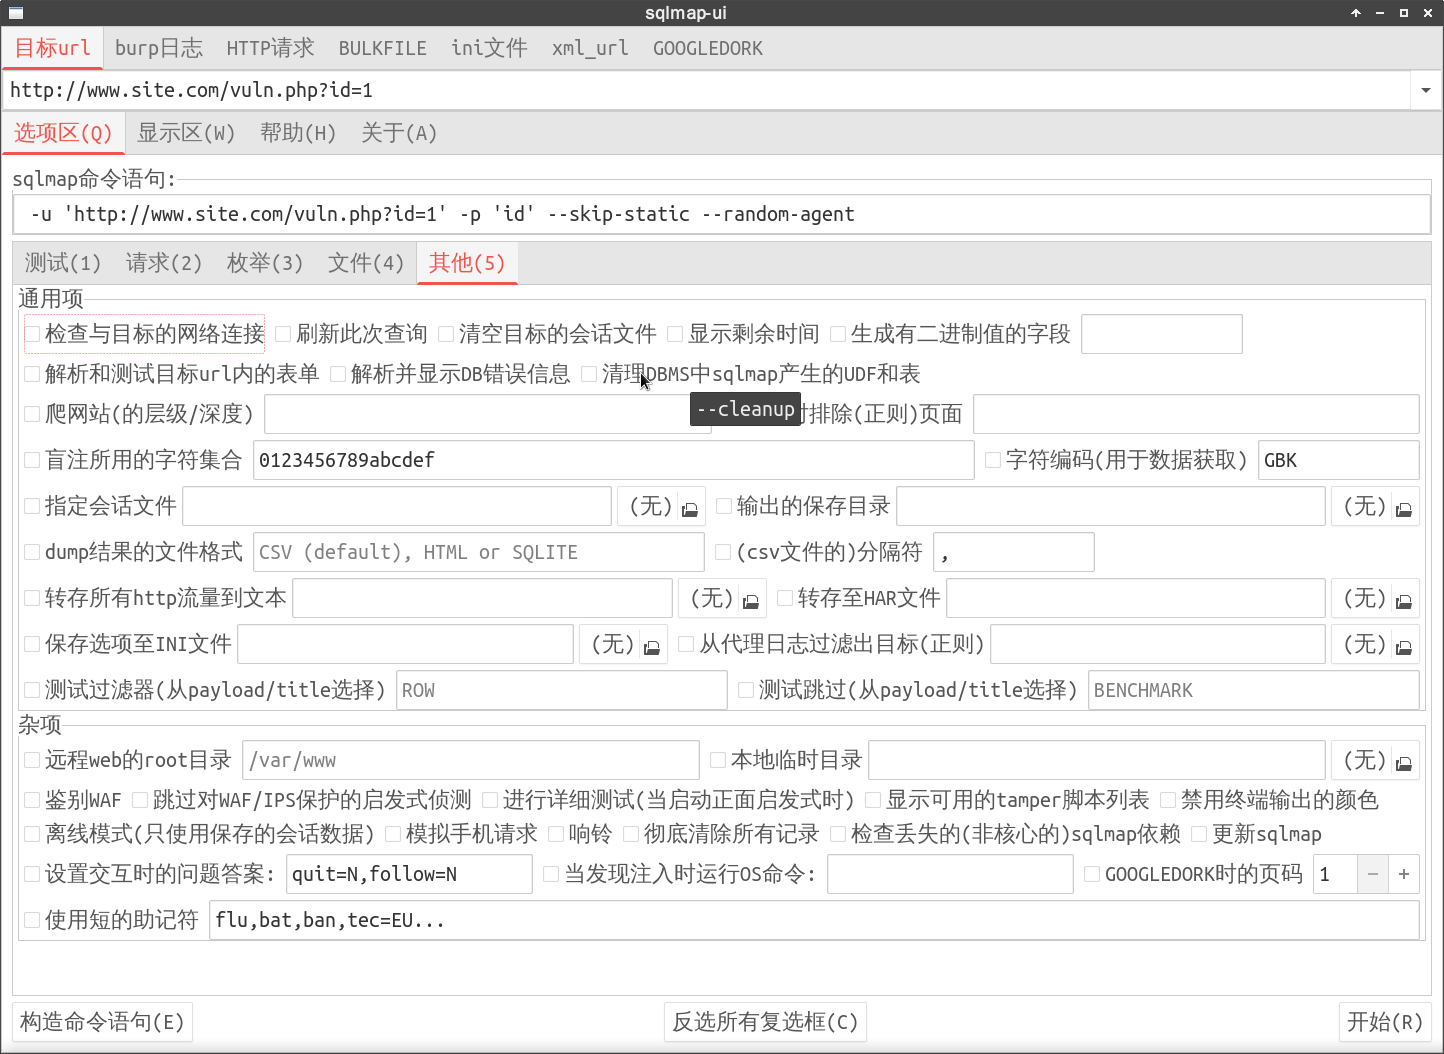 sqlmap-ui
目标url burp日志 HTTP请求 BULKFILE ini文件 xml_url GOOGLEDORK
http://www.site.com/vuln.php?id=1
选项区(Q) 显示区(W) 帮助(H) 关于(A)
sqlmap命令语句:
-u 'http://www.site.com/vuln.php?id=1' -p 'id' --skip-static --random-agent
测试(1) 请求(2) 枚举(3) 文件(4) 其他(5)
通用项
检查与目标的网络连接 刷新此次查询 清空目标的会话文件 显示剩余时间 生成有二进制值的字段
解析和测试目标url内的表单 解析并显示DB错误信息 清理DBMS中sqlmap产生的UDF和表
爬网站(的层级/深度) --cleanup 时排除(正则)页面
盲注所用的字符集合 0123456789abcdef 字符编码(用于数据获取) GBK
指定会话文件 (无) 输出的保存目录 (无)
dump结果的文件格式 CSV (default), HTML or SQLITE (csv文件的)分隔符 ,
转存所有http流量到文本 (无) 转存至HAR文件 (无)
保存选项至INI文件 (无) 从代理日志过滤出目标(正则) (无)
测试过滤器(从payload/title选择) ROW 测试跳过(从payload/title选择) BENCHMARK
杂项
远程web的root目录 /var/www 本地临时目录 (无)
鉴别WAF 跳过对WAF/IPS保护的启发式侦测 进行详细测试(当启动正面启发式时) 显示可用的tamper脚本列表 禁用终端输出的颜色
离线模式(只使用保存的会话数据) 模拟手机请求 响铃 彻底清除所有记录 检查丢失的(非核心的)sqlmap依赖 更新sqlmap
设置交互时的问题答案: quit=N,follow=N 当发现注入时运行OS命令: GOOGLEDORK时的页码 1 − +
使用短的助记符 flu,bat,ban,tec=EU...
构造命令语句(E) 反选所有复选框(C) 开始(R)